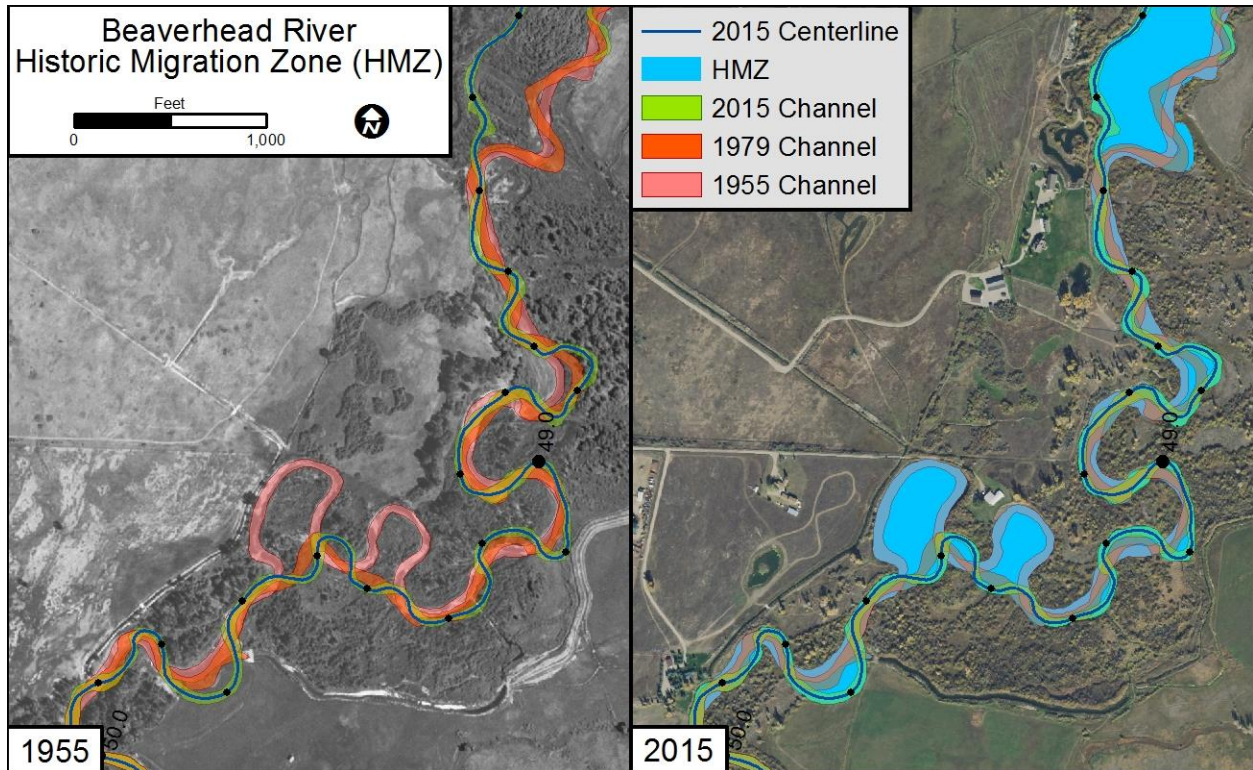 Beaverhead River
Historic Migration Zone (HMZ)
Feet
0 1,000
N
49.0
50.0
1955
2015 Centerline
HMZ
2015 Channel
1979 Channel
1955 Channel
49.0
50.0
2015